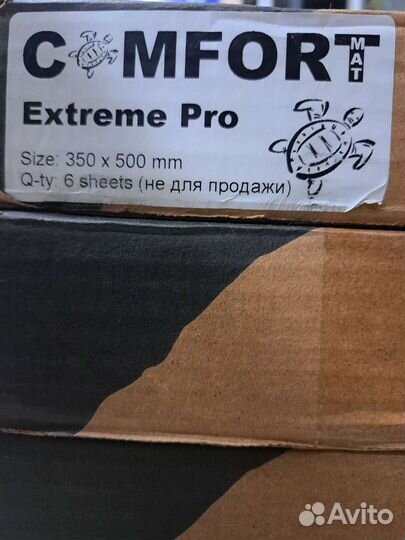 COMFORT MAT
Extreme Pro
Size: 350 x 500 mm
Q-ty: 6 sheets (не для продажи)
Avito